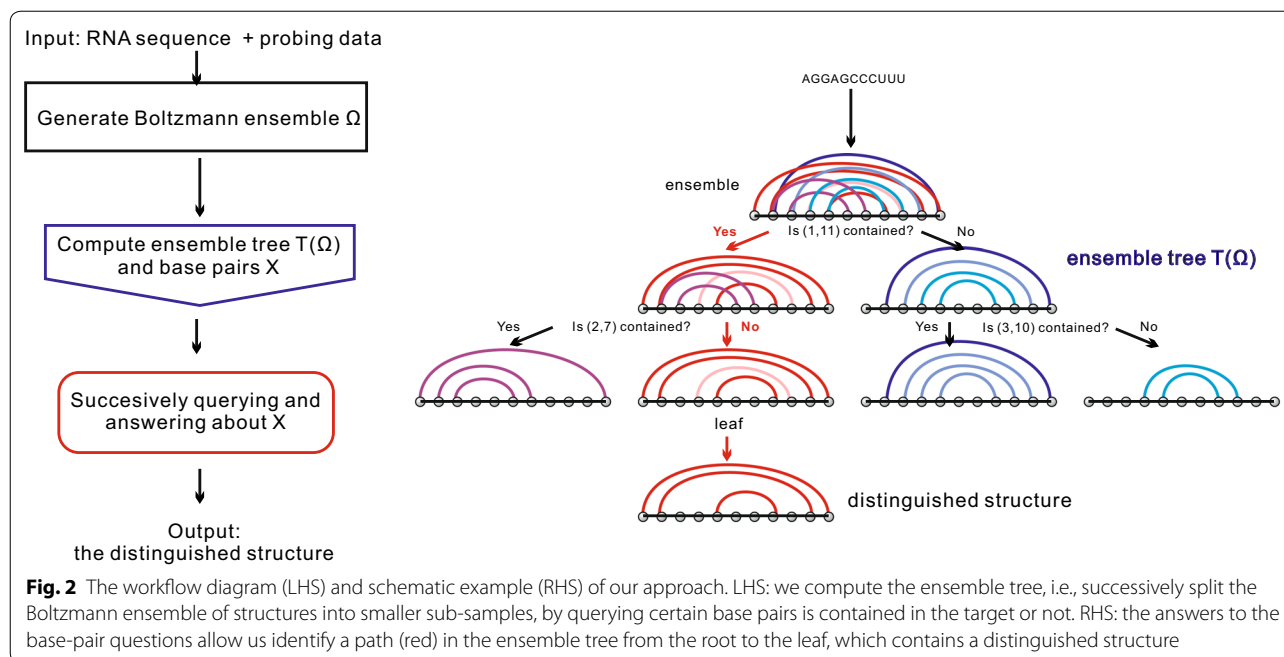 Input: RNA sequence + probing data
Generate Boltzmann ensemble Ω
Compute ensemble tree T(Ω)
and base pairs X
Succesively querying and
answering about X
Output:
the distinguished structure
AGGAGCCCUUU
ensemble
Yes
Is (1,11) contained?
No
ensemble tree T(Ω)
Yes
Is (2,7) contained?
No
Yes
Is (3,10) contained?
No
leaf
distinguished structure
Fig. 2 The workflow diagram (LHS) and schematic example (RHS) of our approach. LHS: we compute the ensemble tree, i.e., successively split the
Boltzmann ensemble of structures into smaller sub-samples, by querying certain base pairs is contained in the target or not. RHS: the answers to the
base-pair questions allow us identify a path (red) in the ensemble tree from the root to the leaf, which contains a distinguished structure